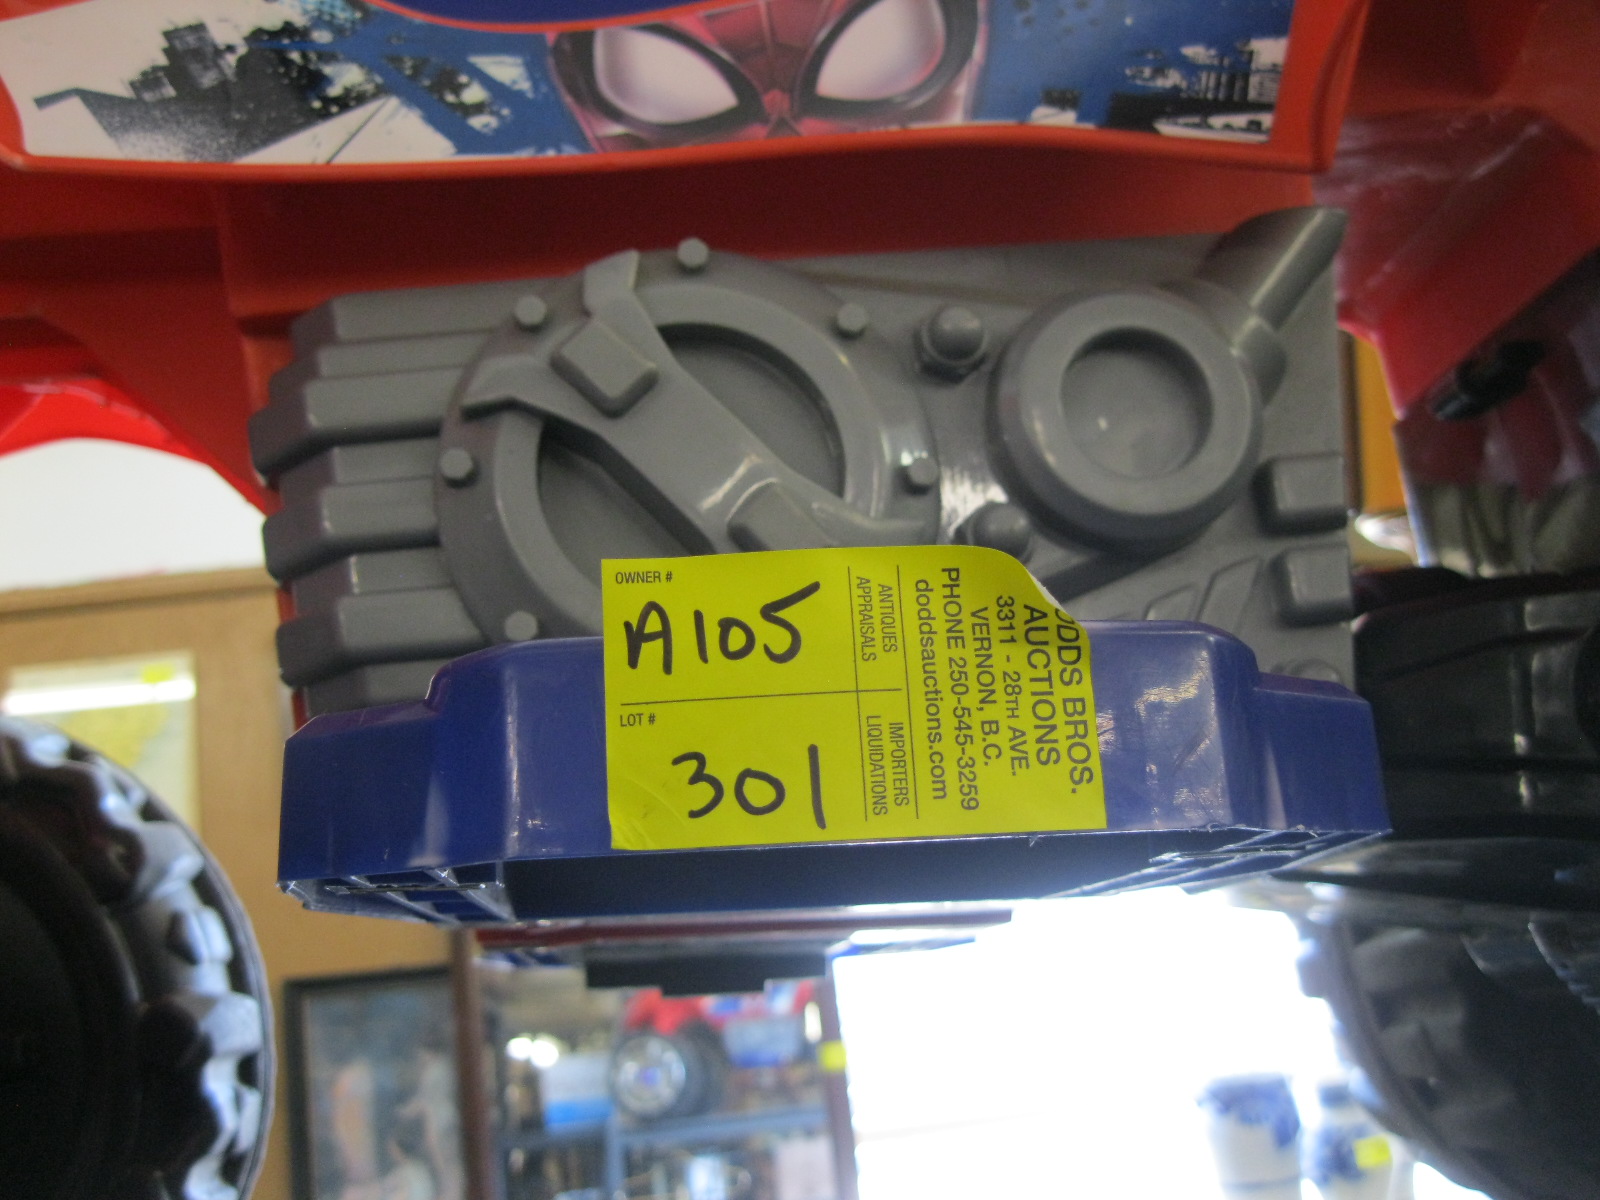 OWNER #
A105
LOT #
301
ANTIQUES
APPRAISALS
IMPORTERS
LIQUIDATIONS
BROS.
AUCTIONS
3311 - 28TH AVE.
VERNON, B.C.
PHONE 250-545-3259
doddsauctions.com